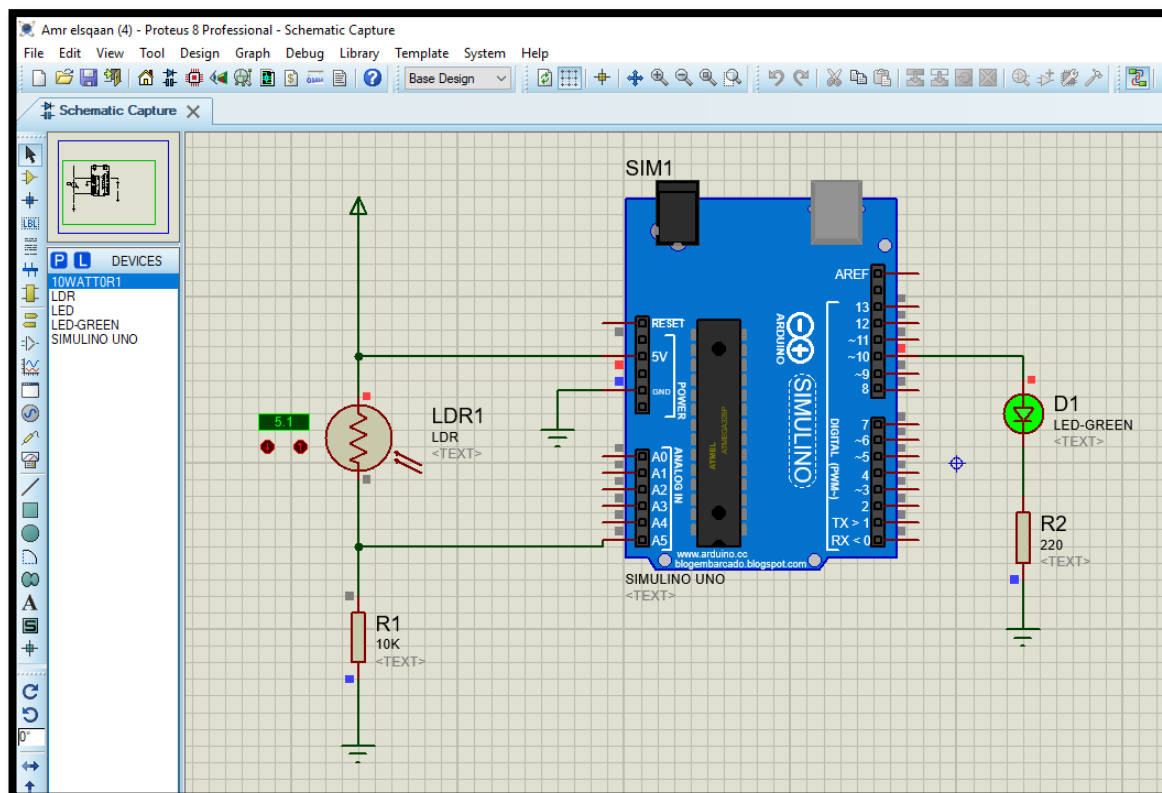 Amr elsqaan (4) - Proteus 8 Professional - Schematic Capture
File Edit View Tool Design Graph Debug Library Template System Help
Base Design
Schematic Capture
P L DEVICES
10WATT0R1
LDR
LED
LED-GREEN
SIMULINO UNO
LBL
A
S
0°
SIM1
AREF
13
12
~11
~10
~9
8
RESET
5V
GND
POWER
ARDUINO
SIMULINO
ATMEL
ATMEGA328P
DIGITAL (PWM~)
7
~6
~5
4
~3
2
TX > 1
RX < 0
A0
A1
A2
A3
A4
A5
ANALOG IN
www.arduino.cc
blogembarcado.blogspot.com
SIMULINO UNO
<TEXT>
5.1
LDR1
LDR
<TEXT>
R1
10K
<TEXT>
D1
LED-GREEN
<TEXT>
R2
220
<TEXT>